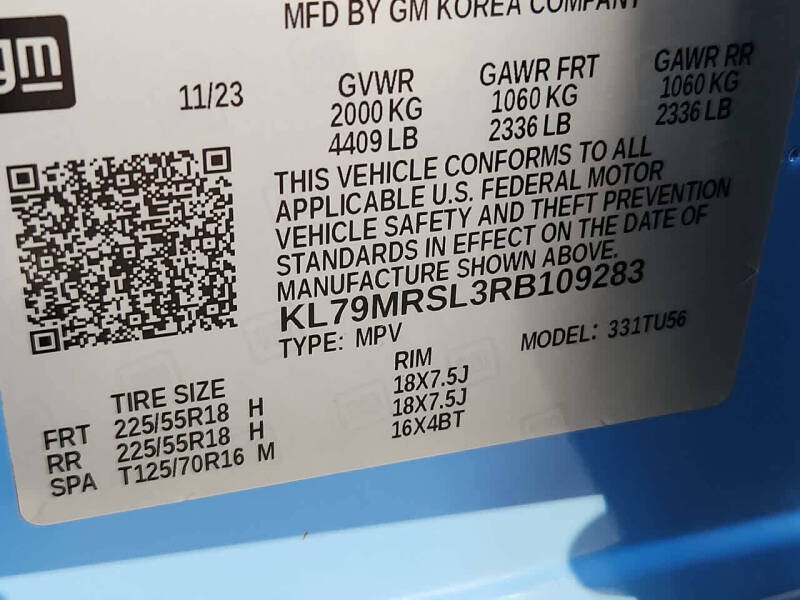 MFD BY GM KOREA COMPANY
gm
11/23
GVWR GAWR FRT GAWR RR
2000 KG 1060 KG 1060 KG
4409 LB 2336 LB 2336 LB
THIS VEHICLE CONFORMS TO ALL
APPLICABLE U.S. FEDERAL MOTOR
VEHICLE SAFETY AND THEFT PREVENTION
STANDARDS IN EFFECT ON THE DATE OF
MANUFACTURE SHOWN ABOVE.
KL79MRSL3RB109283
TYPE: MPV MODEL: 331TU56
TIRE SIZE RIM
FRT 225/55R18 H 18X7.5J
RR 225/55R18 H 18X7.5J
SPA T125/70R16 M 16X4BT